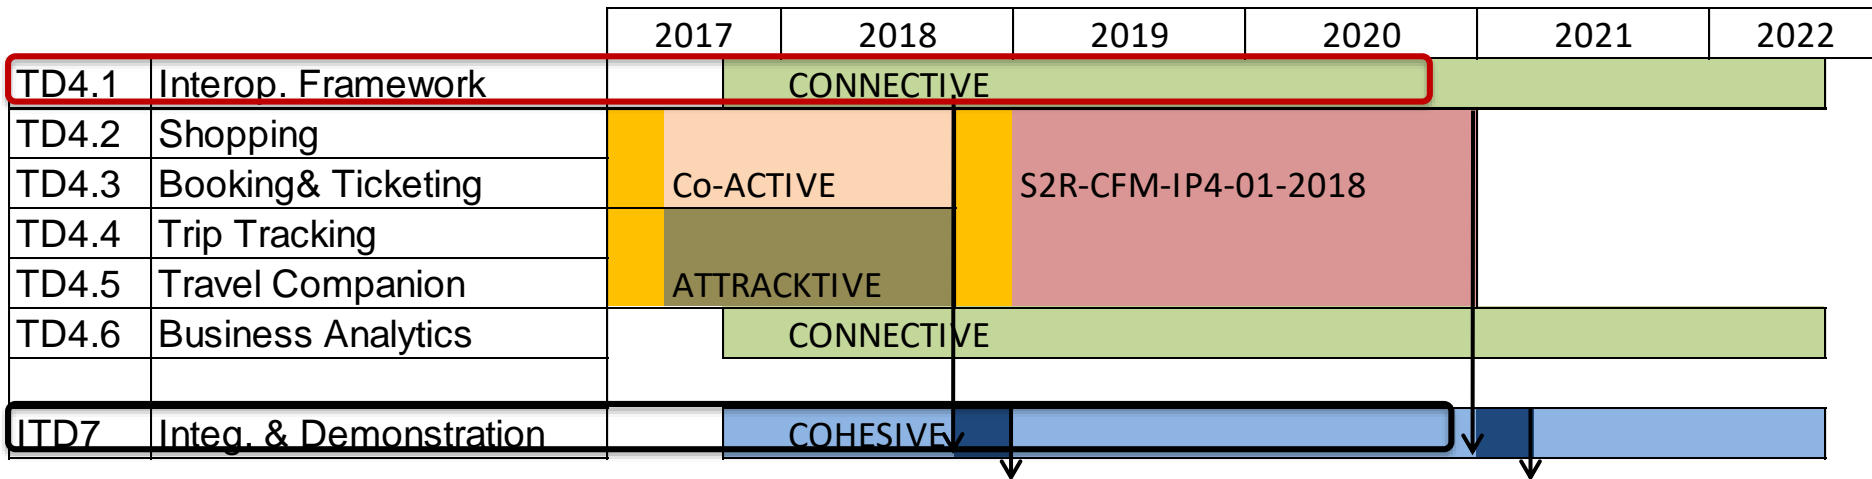 2017 2018 2019 2020 2021 2022
TD4.1 Interop. Framework CONNECTIVE
TD4.2 Shopping
TD4.3 Booking& Ticketing Co-ACTIVE S2R-CFM-IP4-01-2018
TD4.4 Trip Tracking
TD4.5 Travel Companion ATTRACKTIVE
TD4.6 Business Analytics CONNECTIVE
ITD7 Integ. & Demonstration COHESIVE